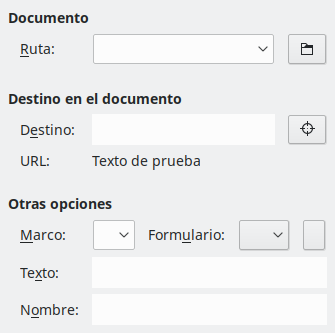 Documento
Ruta:
Destino en el documento
Destino:
URL: Texto de prueba
Otras opciones
Marco: Formulario:
Texto:
Nombre: